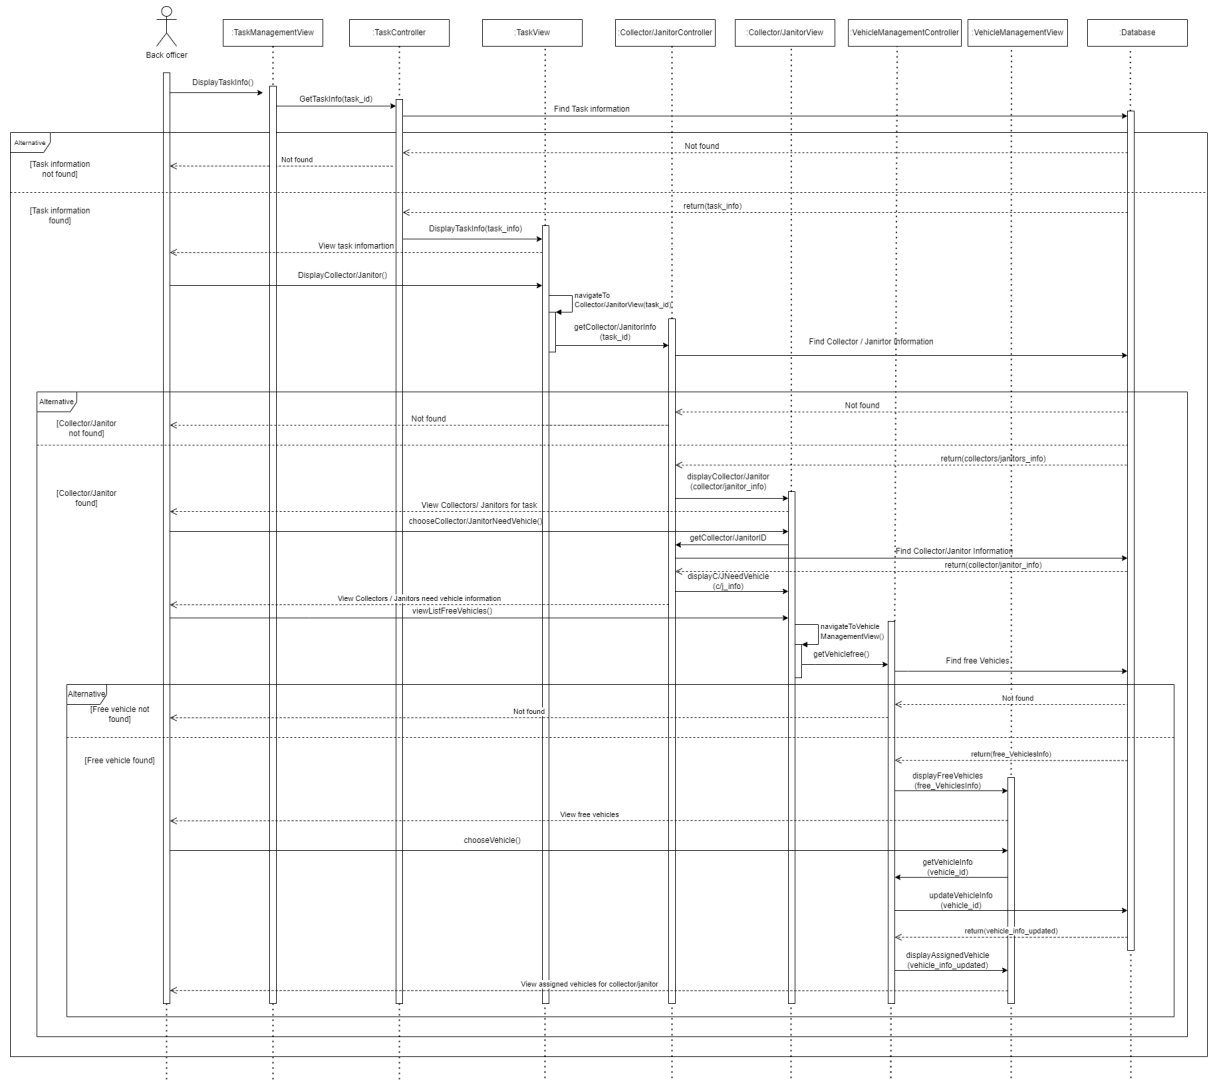 Back officer
:TaskManagementView
:TaskController
:TaskView
:Collector/JanitorController
:Collector/JanitorView
:VehicleManagementController
:VehicleManagementView
:Database
DisplayTaskInfo()
GetTaskInfo(task_id)
Find Task information
Alternative
Not found
[Task information
not found]
Not found
[Task information
found]
return(task_info)
DisplayTaskInfo(task_info)
View task infomartion
DisplayCollector/Janitor()
navigateTo
Collector/JanitorView(task_id)
getCollector/JanitorInfo
(task_id)
Find Collector / Janirtor Information
Alternative
Not found
[Collector/Janitor
not found]
Not found
return(collectors/janitors_info)
[Collector/Janitor
found]
displayCollector/Janitor
(collector/janitor_info)
View Collectors/ Janitors for task
chooseCollector/JanitorNeedVehicle()
getCollector/JanitorID
Find Collector/Janitor Information
return(collector/janitor_info)
displayC/JNeedVehicle
(c/j_info)
View Collectors / Janitors need vehicle information
viewListFreeVehicles()
navigateToVehicle
ManagementView()
getVehiclefree()
Find free Vehicles
Alternative
Not found
[Free vehicle not
found]
Not found
[Free vehicle found]
return(free_VehiclesInfo)
displayFreeVehicles
(free_VehiclesInfo)
View free vehicles
chooseVehicle()
getVehicleInfo
(vehicle_id)
updateVehicleInfo
(vehicle_id)
return(vehicle_info_updated)
displayAssignedVehicle
(vehicle_info_updated)
View assigned vehicles for collector/janitor